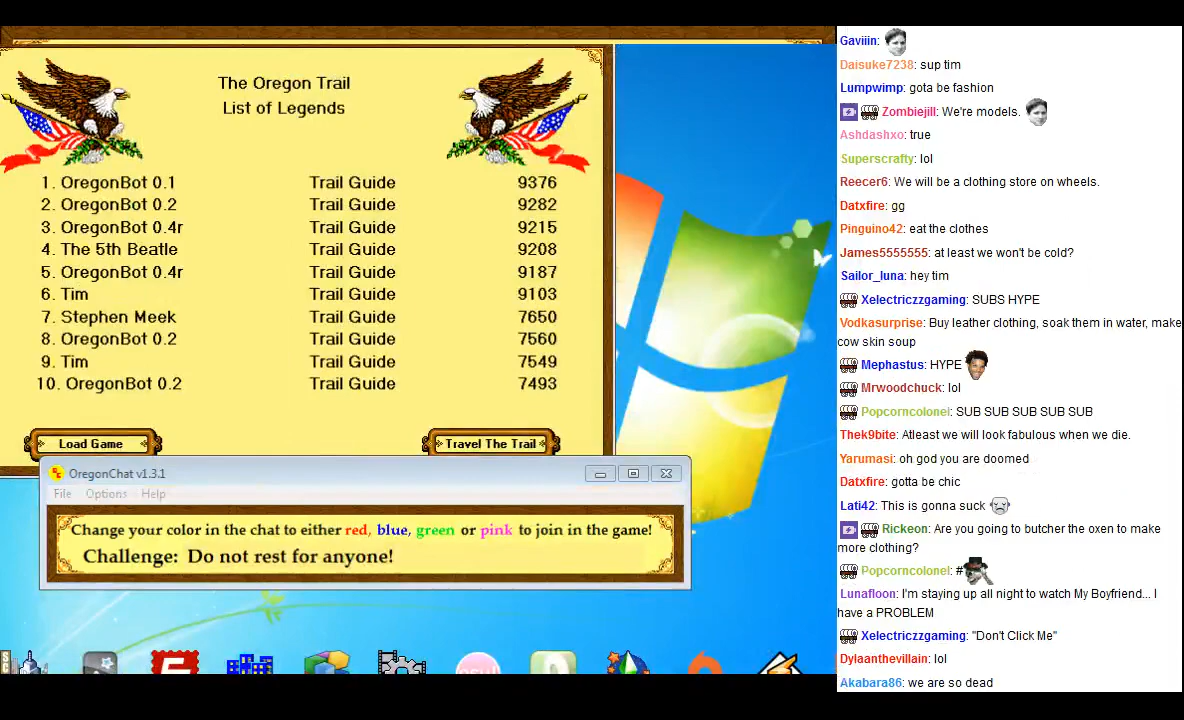 The Oregon Trail
List of Legends
1. OregonBot 0.1 Trail Guide 9376
2. OregonBot 0.2 Trail Guide 9282
3. OregonBot 0.4r Trail Guide 9215
4. The 5th Beatle Trail Guide 9208
5. OregonBot 0.4r Trail Guide 9187
6. Tim Trail Guide 9103
7. Stephen Meek Trail Guide 7650
8. OregonBot 0.2 Trail Guide 7560
9. Tim Trail Guide 7549
10. OregonBot 0.2 Trail Guide 7493
Load Game Travel The Trail
OregonChat v1.3.1
File Options Help
Change your color in the chat to either red, blue, green or pink to join in the game!
Challenge: Do not rest for anyone!
Gaviiin:
Daisuke7238: sup tim
Lumpwimp: gota be fashion
Zombiejill: We're models.
Ashdashxo: true
Superscrafty: lol
Reecer6: We will be a clothing store on wheels.
Datxfire: gg
Pinguino42: eat the clothes
James5555555: at least we won't be cold?
Sailor_luna: hey tim
Xelectriczzgaming: SUBS HYPE
Vodkasurprise: Buy leather clothing, soak them in water, make
cow skin soup
Mephastus: HYPE
Mrwoodchuck: lol
Popcorncolonel: SUB SUB SUB SUB SUB
Thek9bite: Atleast we will look fabulous when we die.
Yarumasi: oh god you are doomed
Datxfire: gotta be chic
Lati42: This is gonna suck
Rickeon: Are you going to butcher the oxen to make
more clothing?
Popcorncolonel: #
Lunafloon: I'm staying up all night to watch My Boyfriend... I
have a PROBLEM
Xelectriczzgaming: "Don't Click Me"
Dylaanthevillain: lol
Akabara86: we are so dead